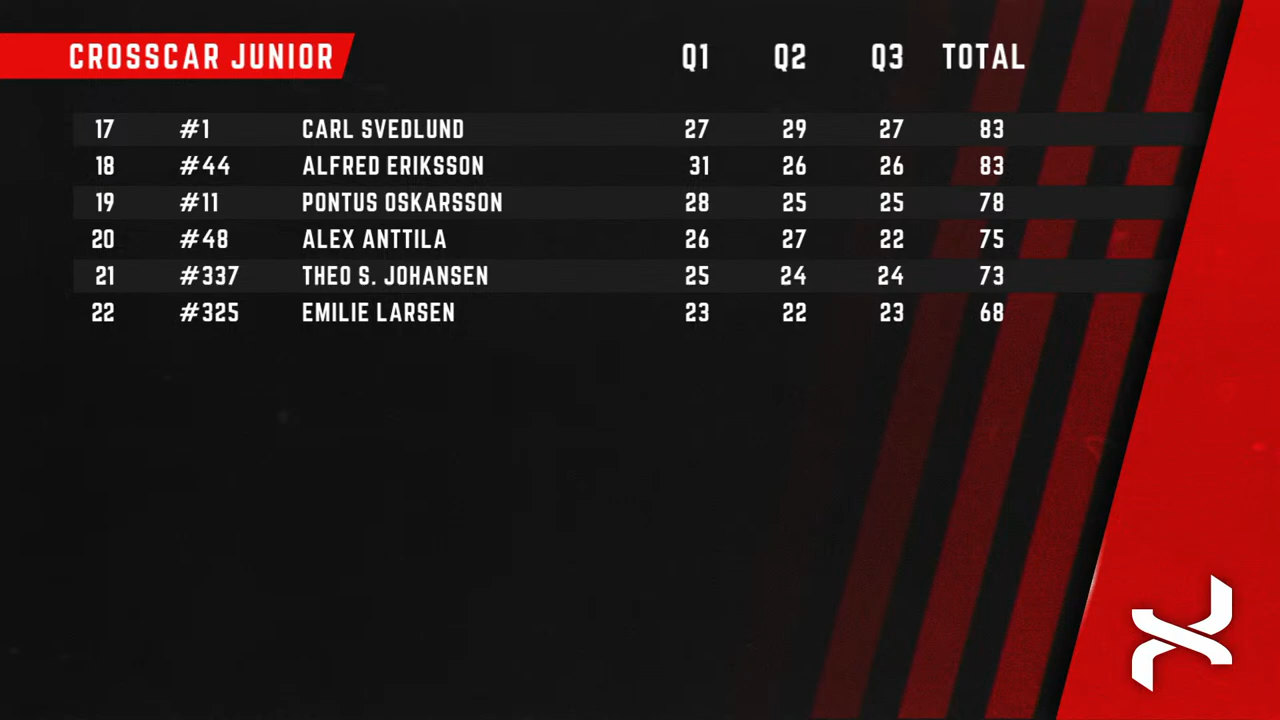 CROSSCAR JUNIOR Q1 Q2 Q3 TOTAL
17 #1 CARL SVEDLUND 27 29 27 83
18 #44 ALFRED ERIKSSON 31 26 26 83
19 #11 PONTUS OSKARSSON 28 25 25 78
20 #48 ALEX ANTTILA 26 27 22 75
21 #337 THEO S. JOHANSEN 25 24 24 73
22 #325 EMILIE LARSEN 23 22 23 68